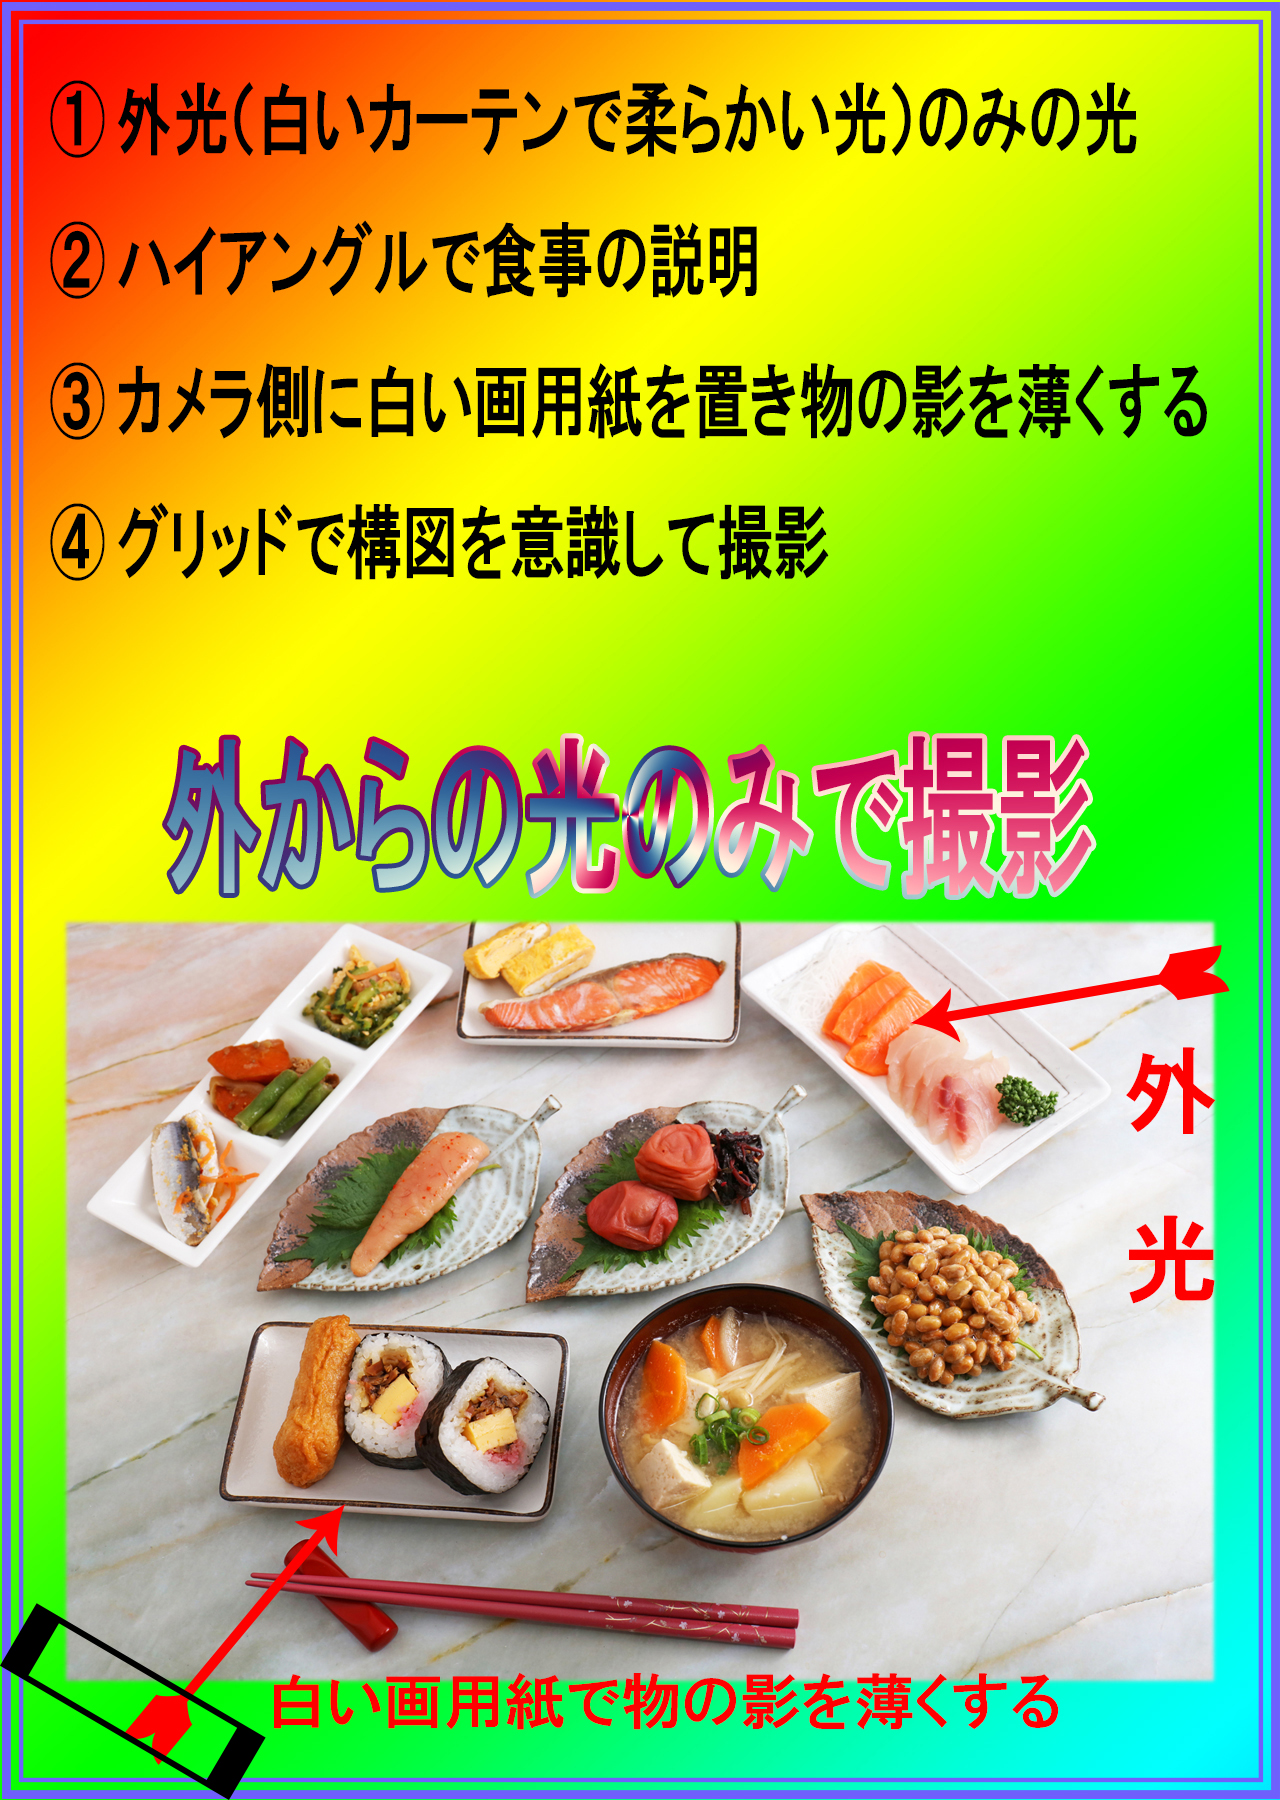 ① 外光(白いカーテンで柔らかい光)のみの光
② ハイアングルで食事の説明
③ カメラ側に白い画用紙を置き物の影を薄くする
④ グリッドで構図を意識して撮影
外からの光のみで撮影
外光
白い画用紙で物の影を薄くする